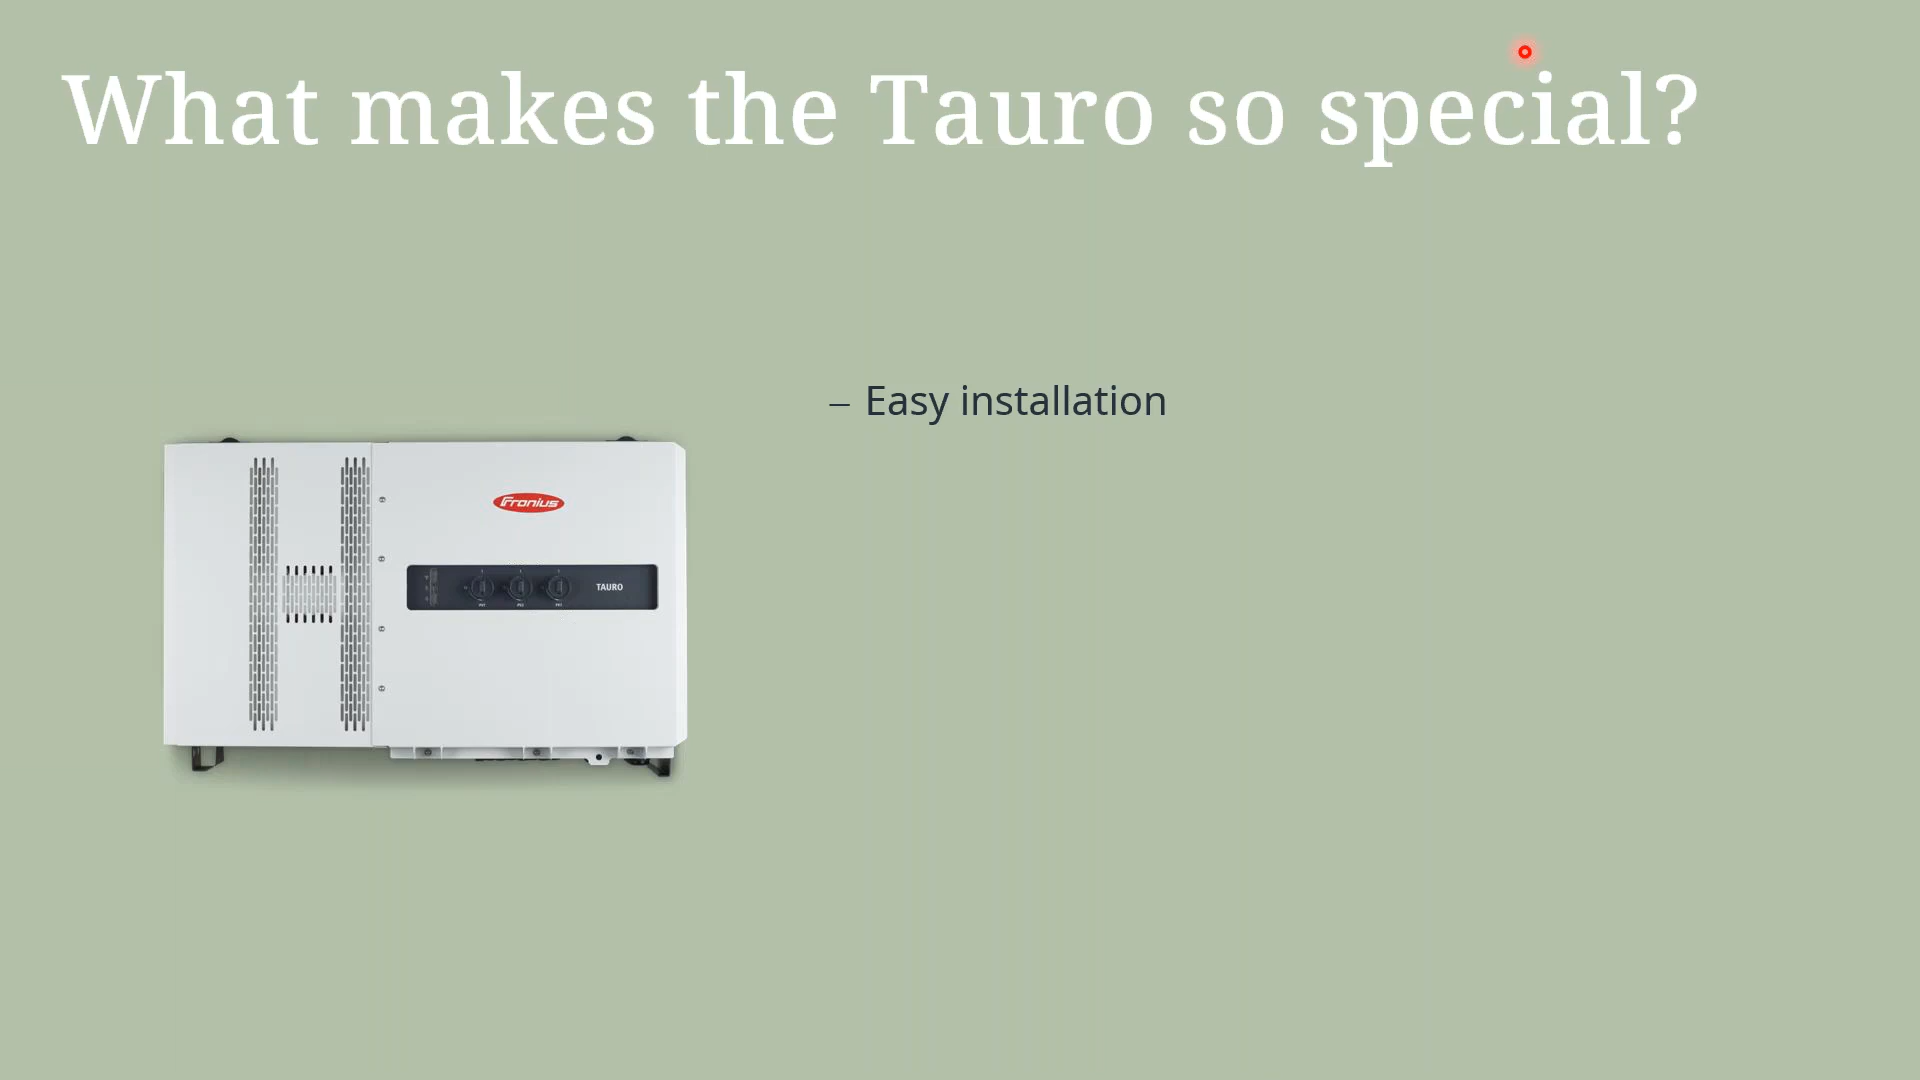 What makes the Tauro so special?
– Easy installation
Fronius
TAURO